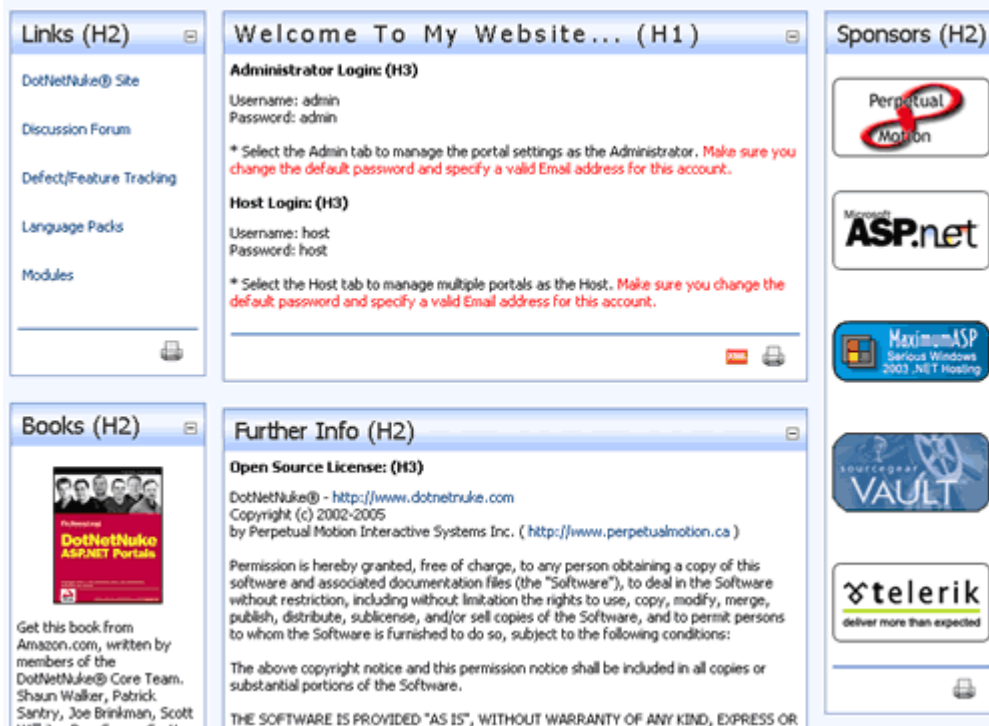 Links (H2)
DotNetNuke® Site
Discussion Forum
Defect/Feature Tracking
Language Packs
Modules
Welcome To My Website... (H1)
Administrator Login: (H3)
Username: admin
Password: admin
* Select the Admin tab to manage the portal settings as the Administrator. Make sure you
change the default password and specify a valid Email address for this account.
Host Login: (H3)
Username: host
Password: host
* Select the Host tab to manage multiple portals as the Host. Make sure you change the
default password and specify a valid Email address for this account.
XML
Sponsors (H2)
Perpetual
Motion
Microsoft
ASP.net
MaximumASP
Serious Windows
2003 .NET Hosting
sourcegear
VAULT
telerik
deliver more than expected
Books (H2)
DotNetNuke
ASP.NET Portals
Get this book from
Amazon.com, written by
members of the
DotNetNuke® Core Team.
Shaun Walker, Patrick
Santry, Joe Brinkman, Scott
Further Info (H2)
Open Source License: (H3)
DotNetNuke® - http://www.dotnetnuke.com
Copyright (c) 2002-2005
by Perpetual Motion Interactive Systems Inc. ( http://www.perpetualmotion.ca )
Permission is hereby granted, free of charge, to any person obtaining a copy of this
software and associated documentation files (the "Software"), to deal in the Software
without restriction, including without limitation the rights to use, copy, modify, merge,
publish, distribute, sublicense, and/or sell copies of the Software, and to permit persons
to whom the Software is furnished to do so, subject to the following conditions:
The above copyright notice and this permission notice shall be included in all copies or
substantial portions of the Software.
THE SOFTWARE IS PROVIDED "AS IS", WITHOUT WARRANTY OF ANY KIND, EXPRESS OR